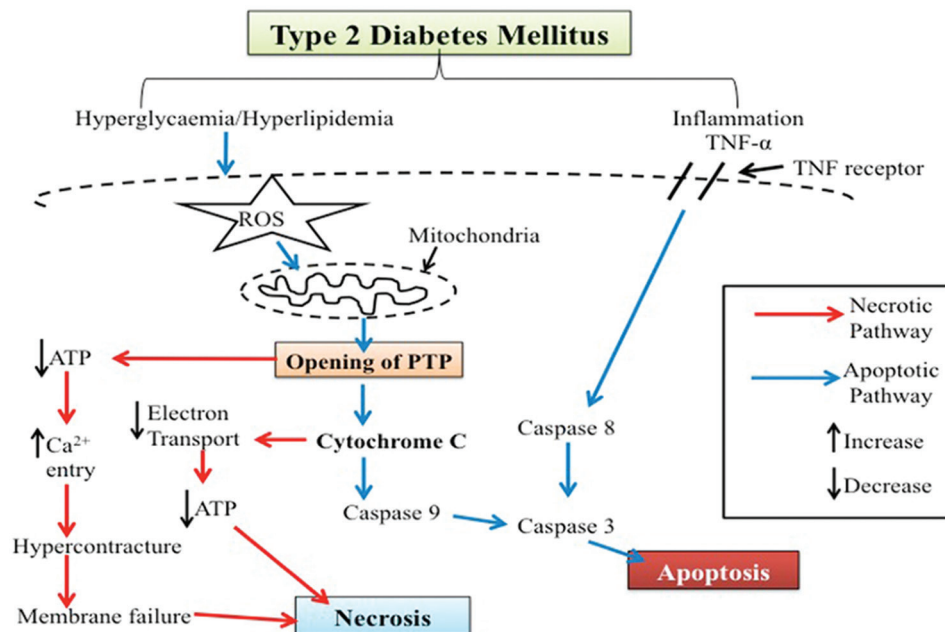 Type 2 Diabetes Mellitus
Hyperglycaemia/Hyperlipidemia
Inflammation
TNF-α
TNF receptor
ROS
Mitochondria
Opening of PTP
ATP
Electron
Transport
Ca²⁺
entry
Cytochrome C
Caspase 8
ATP
Caspase 9
Caspase 3
Hypercontracture
Membrane failure
Necrosis
Apoptosis
Necrotic
Pathway
Apoptotic
Pathway
Increase
Decrease